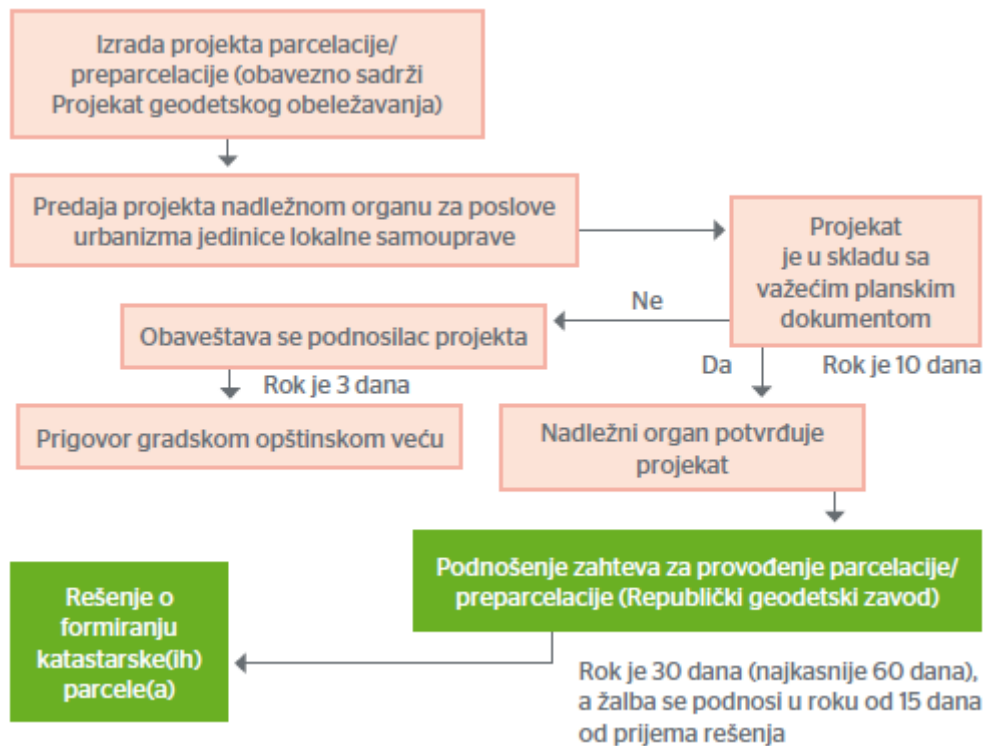 Izrada projekta parcelacije/
preparcelacije (obavezno sadrži
Projekat geodetskog obeležavanja)
Predaja projekta nadležnom organu za poslove
urbanizma jedinice lokalne samouprave
Projekat
je u skladu sa
važećim planskim
dokumentom
Ne
Obaveštava se podnosilac projekta
Da
Rok je 10 dana
Rok je 3 dana
Prigovor gradskom opštinskom veću
Nadležni organ potvrđuje
projekat
Podnošenje zahteva za provođenje parcelacije/
preparcelacije (Republički geodetski zavod)
Rešenje o
formiranju
katastarske(ih)
parcele(a)
Rok je 30 dana (najkasnije 60 dana),
a žalba se podnosi u roku od 15 dana
od prijema rešenja